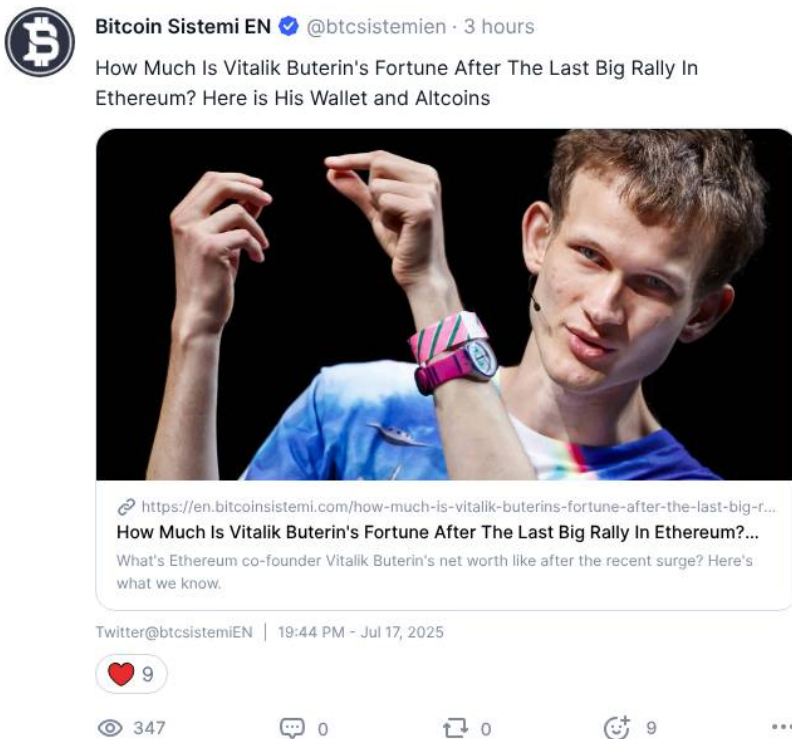 Bitcoin Sistemi EN @btcsistemien · 3 hours
How Much Is Vitalik Buterin's Fortune After The Last Big Rally In
Ethereum? Here is His Wallet and Altcoins
https://en.bitcoinsistemi.com/how-much-is-vitalik-buterins-fortune-after-the-last-big-r...
How Much Is Vitalik Buterin's Fortune After The Last Big Rally In Ethereum?...
What's Ethereum co-founder Vitalik Buterin's net worth like after the recent surge? Here's
what we know.
Twitter@btcsistemiEN | 19:44 PM - Jul 17, 2025
9
347 0 0 9